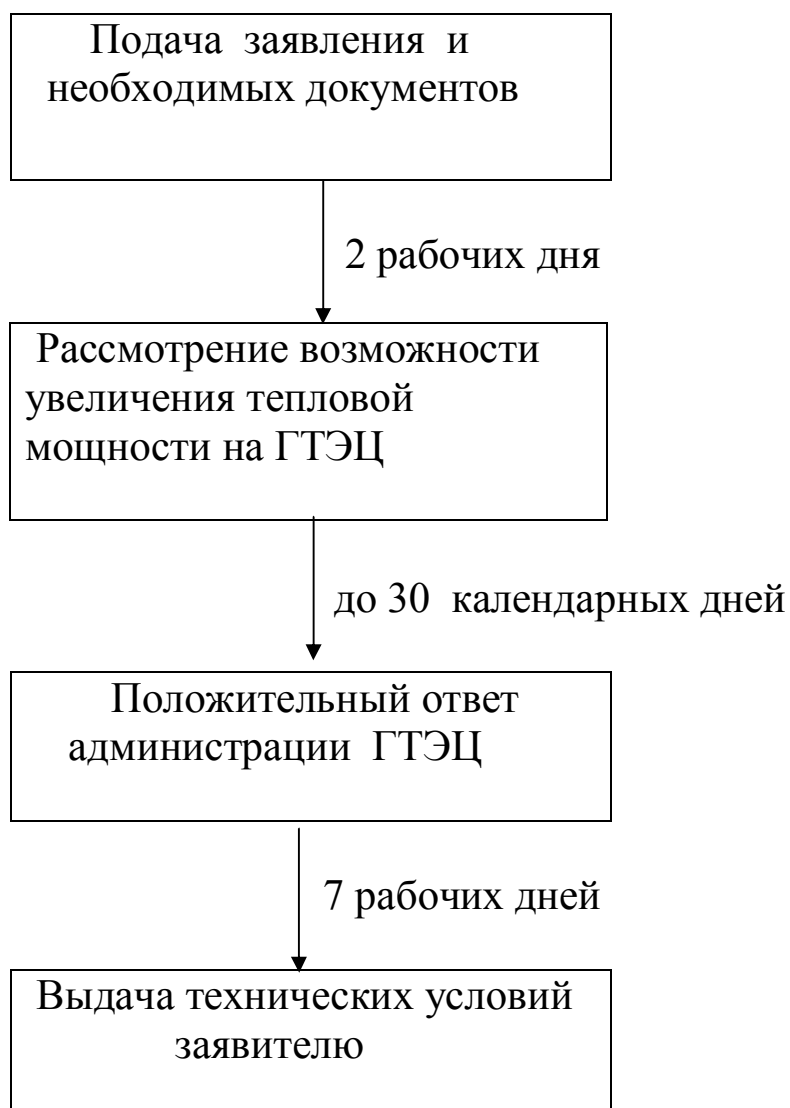 Подача заявления и
необходимых документов
2 рабочих дня
Рассмотрение возможности
увеличения тепловой
мощности на ГТЭЦ
до 30 календарных дней
Положительный ответ
администрации ГТЭЦ
7 рабочих дней
Выдача технических условий
заявителю